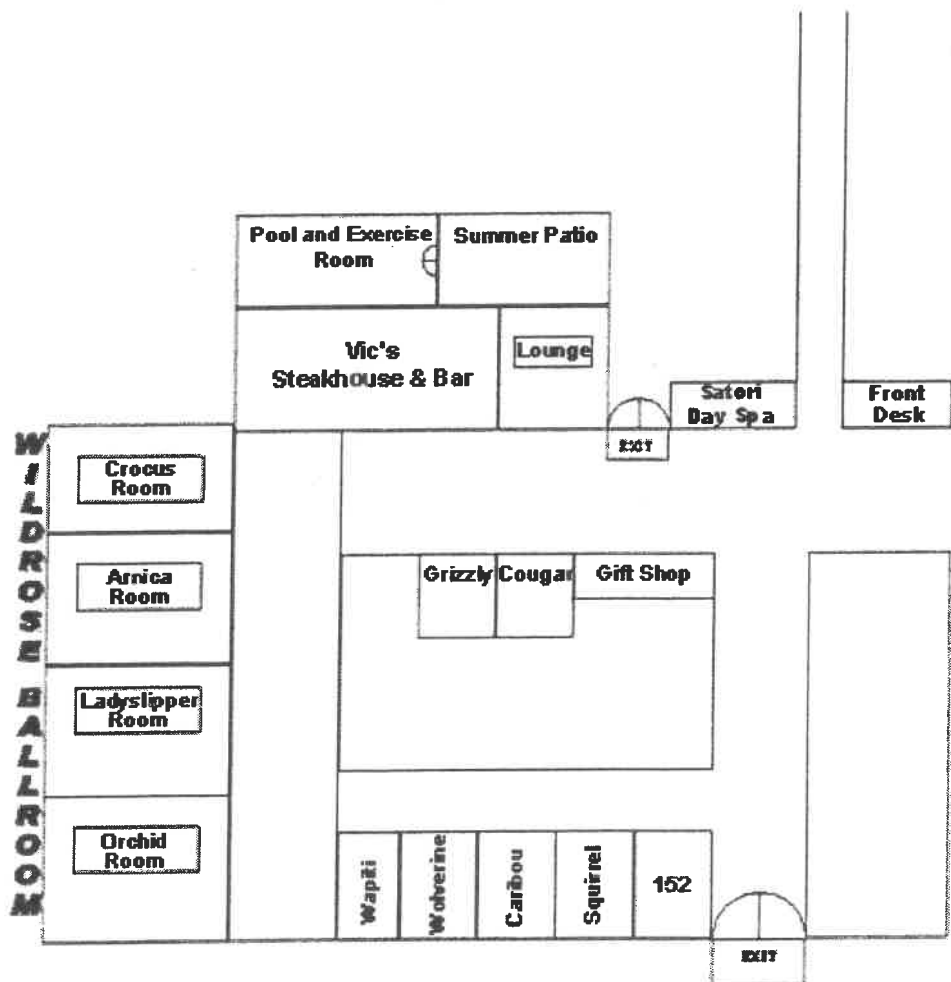 Pool and Exercise
Room
Summer Patio
Vic's
Steakhouse & Bar
Lounge
Satori
Day Spa
Front
Desk
EXIT
WILDROSE BALLROOM
Crocus
Room
Arnica
Room
Ladyslipper
Room
Orchid
Room
Grizzly
Cougar
Gift Shop
Wapiti
Wolverine
Caribou
Squirrel
152
EXIT